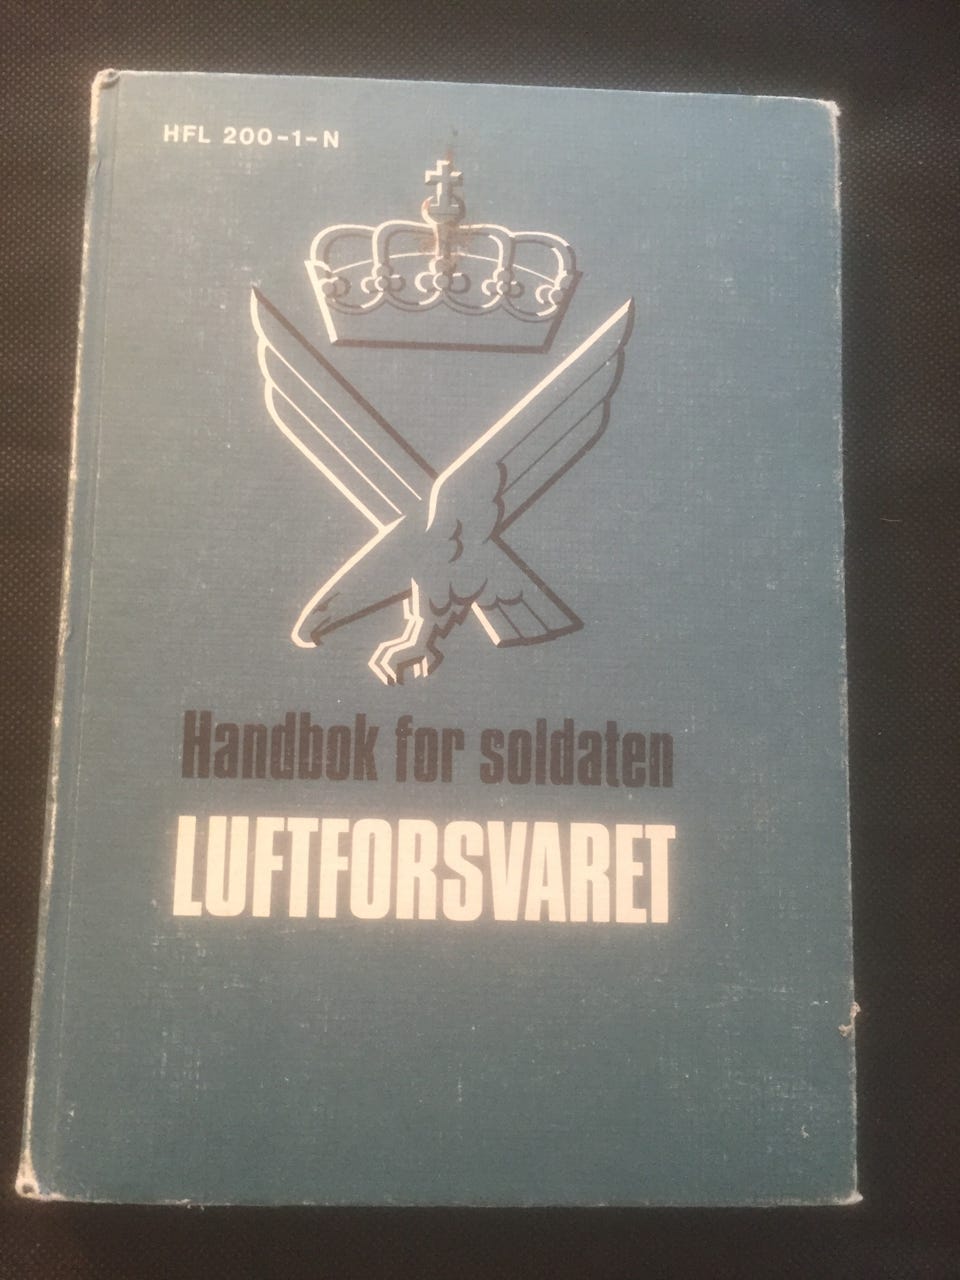 HFL 200-1-N
Handbok for soldaten
LUFTFORSVARET